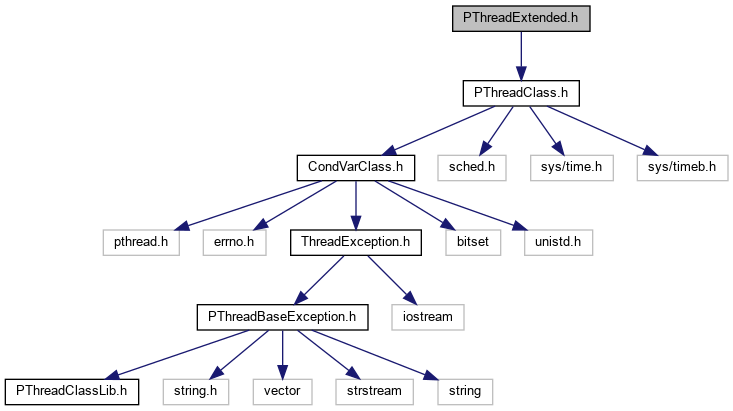 PThreadExtended.h
PThreadClass.h
CondVarClass.h
sched.h
sys/time.h
sys/timeb.h
pthread.h
errno.h
ThreadException.h
bitset
unistd.h
PThreadBaseException.h
iostream
PThreadClassLib.h
string.h
vector
strstream
string